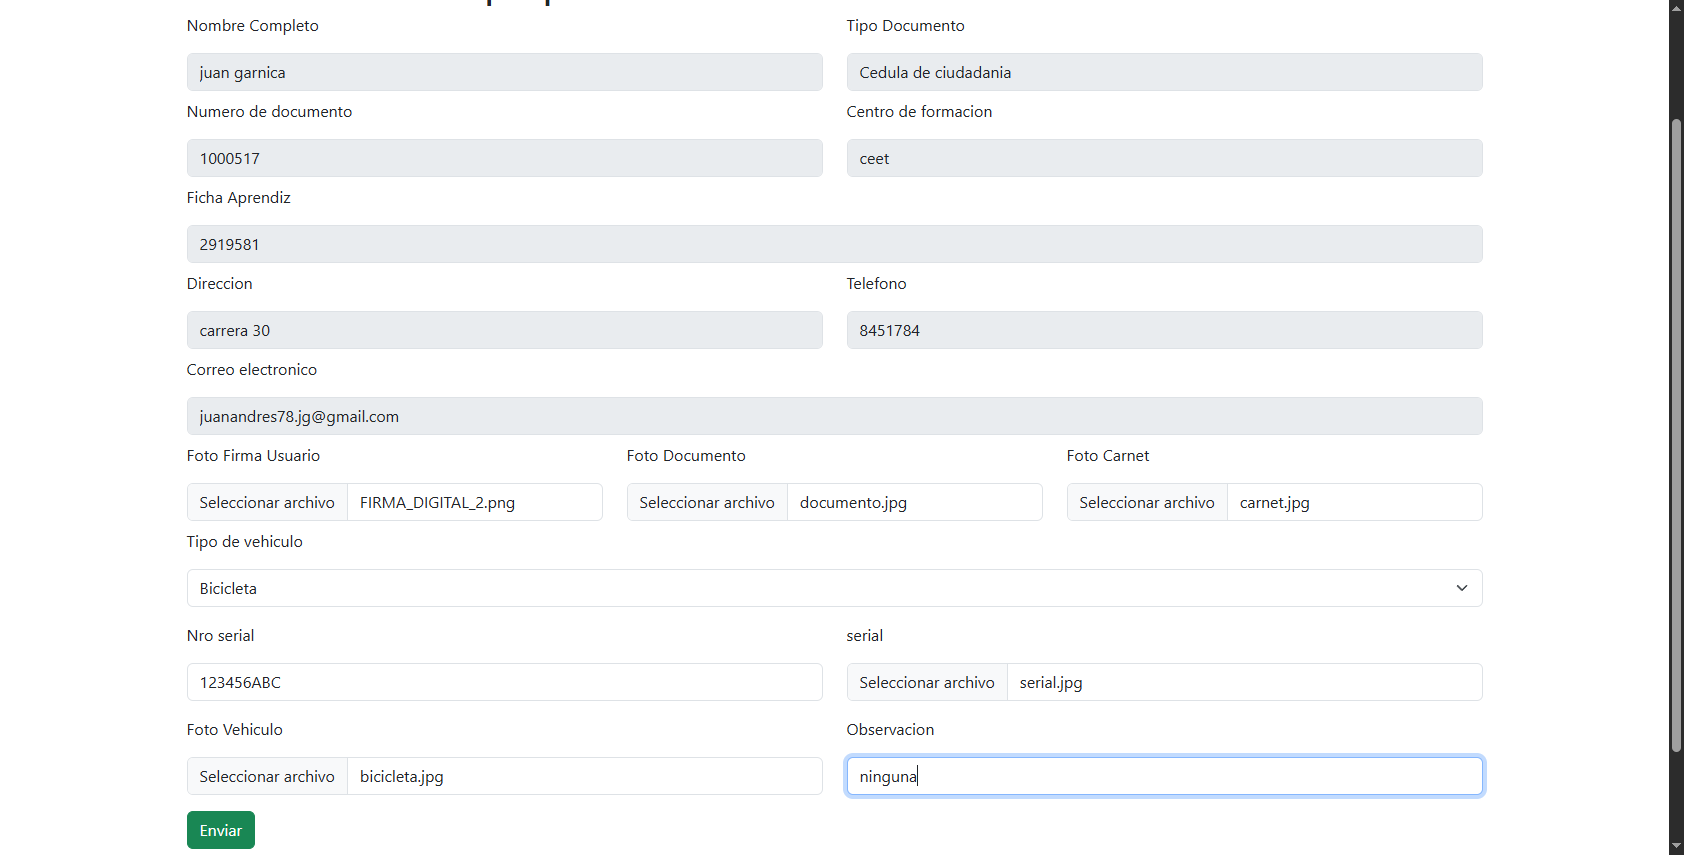 Nombre Completo
Tipo Documento
juan garnica
Cedula de ciudadania
Numero de documento
Centro de formacion
1000517
ceet
Ficha Aprendiz
2919581
Direccion
Telefono
carrera 30
8451784
Correo electronico
juanandres78.jg@gmail.com
Foto Firma Usuario
Foto Documento
Foto Carnet
Seleccionar archivo FIRMA_DIGITAL_2.png
Seleccionar archivo documento.jpg
Seleccionar archivo carnet.jpg
Tipo de vehiculo
Bicicleta
Nro serial
serial
123456ABC
Seleccionar archivo serial.jpg
Foto Vehiculo
Observacion
Seleccionar archivo bicicleta.jpg
ninguna
Enviar